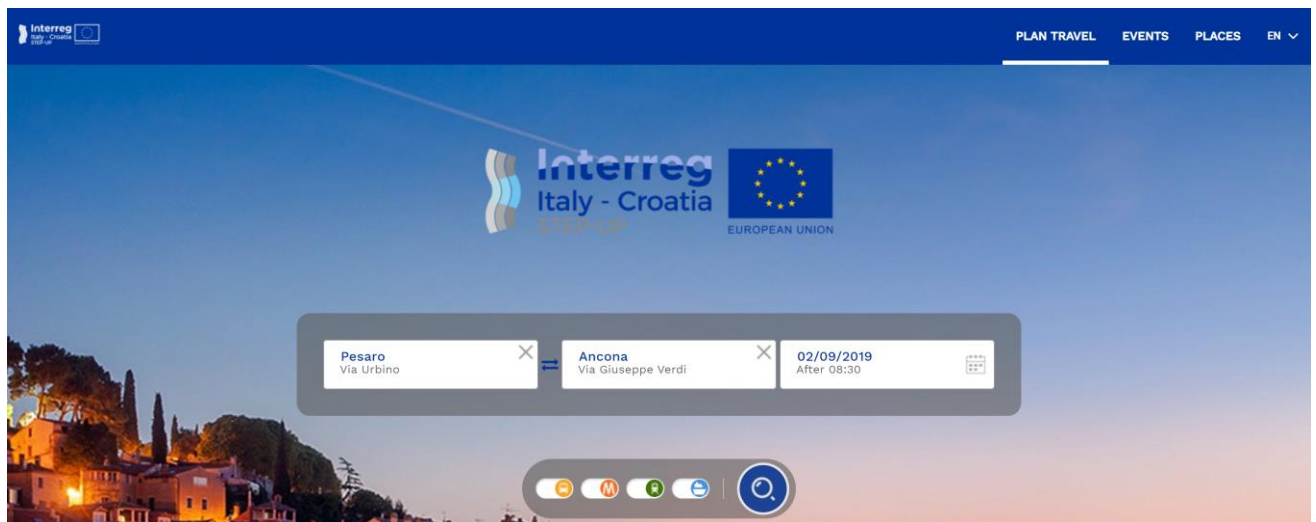 Interreg
Italy - Croatia
STEP-UP
PLAN TRAVEL
EVENTS
PLACES
EN
Interreg
Italy - Croatia
STEP-UP
EUROPEAN UNION
Pesaro
Via Urbino
Ancona
Via Giuseppe Verdi
02/09/2019
After 08:30
M